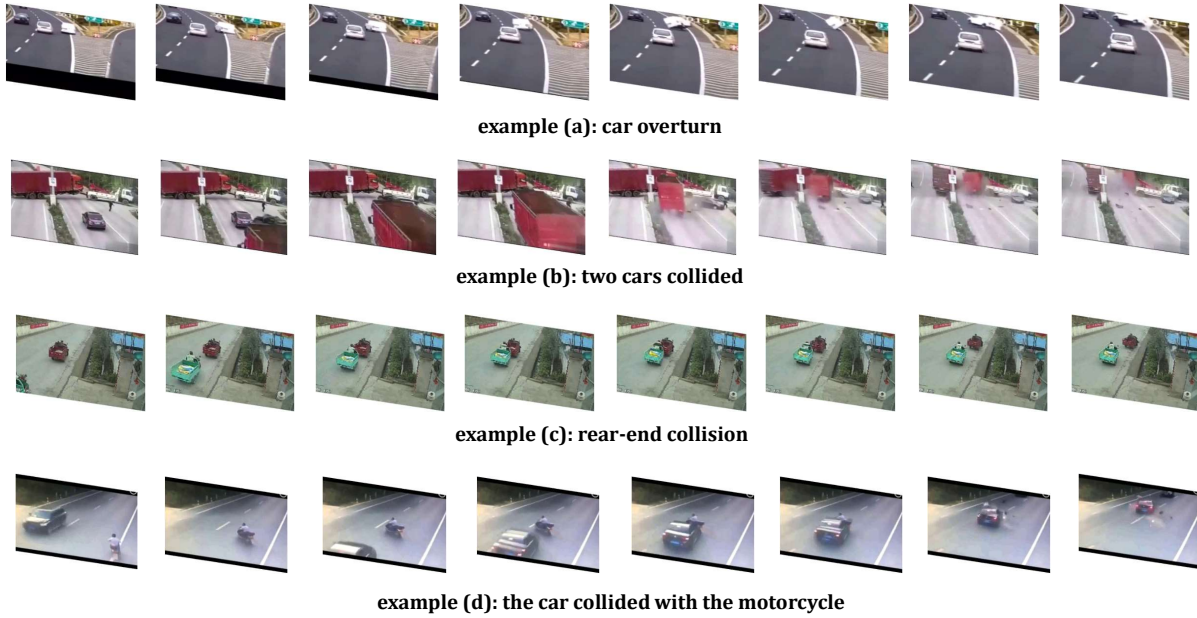 example (a): car overturn
example (b): two cars collided
example (c): rear-end collision
example (d): the car collided with the motorcycle